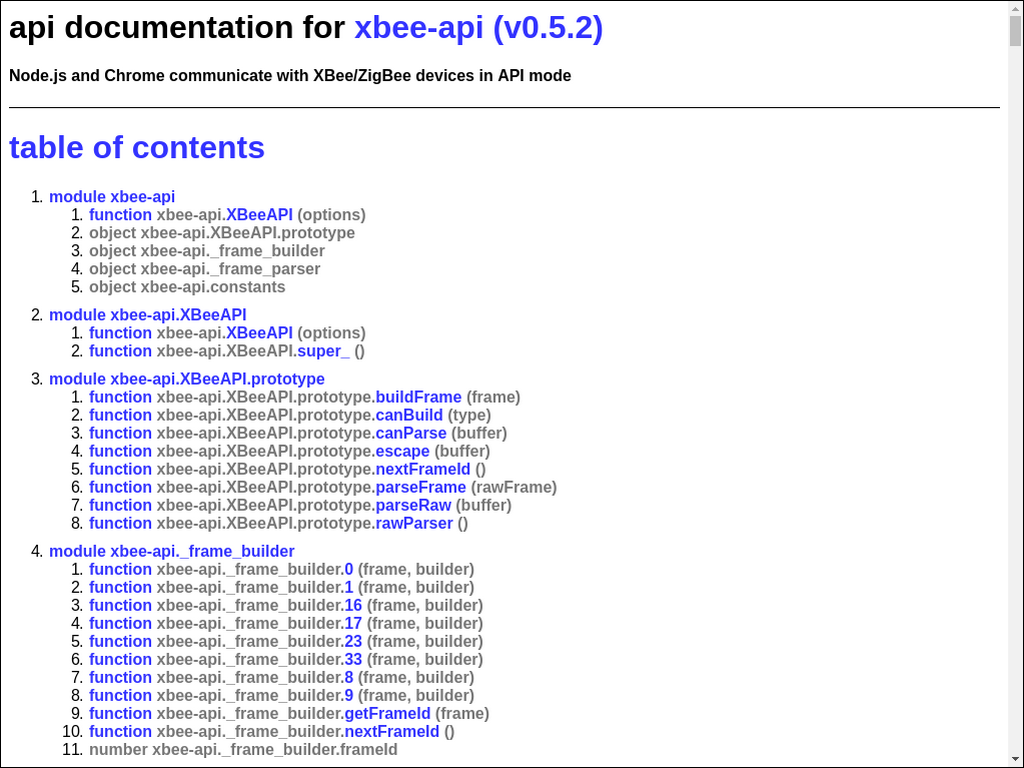 api documentation for xbee-api (v0.5.2)
Node.js and Chrome communicate with XBee/ZigBee devices in API mode
table of contents
1. module xbee-api
1. function xbee-api.XBeeAPI (options)
2. object xbee-api.XBeeAPI.prototype
3. object xbee-api._frame_builder
4. object xbee-api._frame_parser
5. object xbee-api.constants
2. module xbee-api.XBeeAPI
1. function xbee-api.XBeeAPI (options)
2. function xbee-api.XBeeAPI.super_ ()
3. module xbee-api.XBeeAPI.prototype
1. function xbee-api.XBeeAPI.prototype.buildFrame (frame)
2. function xbee-api.XBeeAPI.prototype.canBuild (type)
3. function xbee-api.XBeeAPI.prototype.canParse (buffer)
4. function xbee-api.XBeeAPI.prototype.escape (buffer)
5. function xbee-api.XBeeAPI.prototype.nextFrameId ()
6. function xbee-api.XBeeAPI.prototype.parseFrame (rawFrame)
7. function xbee-api.XBeeAPI.prototype.parseRaw (buffer)
8. function xbee-api.XBeeAPI.prototype.rawParser ()
4. module xbee-api._frame_builder
1. function xbee-api._frame_builder.0 (frame, builder)
2. function xbee-api._frame_builder.1 (frame, builder)
3. function xbee-api._frame_builder.16 (frame, builder)
4. function xbee-api._frame_builder.17 (frame, builder)
5. function xbee-api._frame_builder.23 (frame, builder)
6. function xbee-api._frame_builder.33 (frame, builder)
7. function xbee-api._frame_builder.8 (frame, builder)
8. function xbee-api._frame_builder.9 (frame, builder)
9. function xbee-api._frame_builder.getFrameId (frame)
10. function xbee-api._frame_builder.nextFrameId ()
11. number xbee-api._frame_builder.frameId